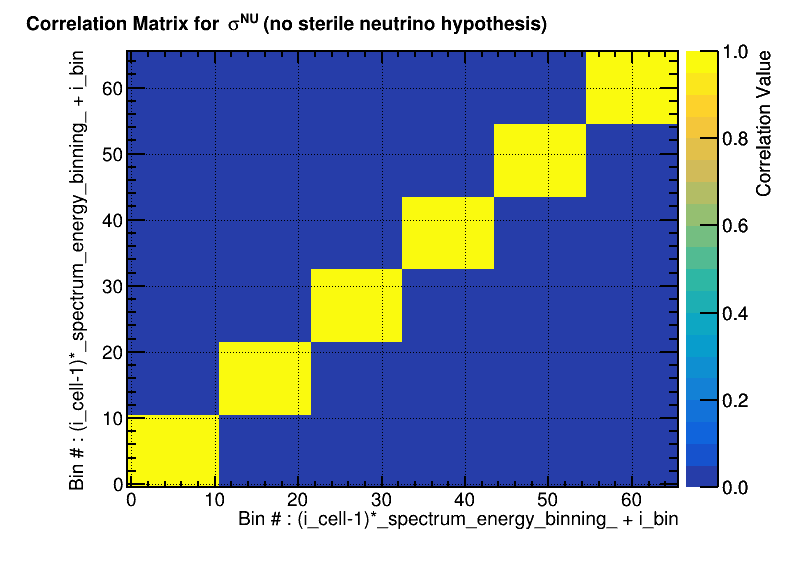 Correlation Matrix for σ^NU (no sterile neutrino hypothesis)
Bin # : (i_cell-1)*_spectrum_energy_binning_ + i_bin
60
50
40
30
20
10
0
0 10 20 30 40 50 60
Bin # : (i_cell-1)*_spectrum_energy_binning_ + i_bin
1.0
0.8
0.6
0.4
0.2
0.0
Correlation Value